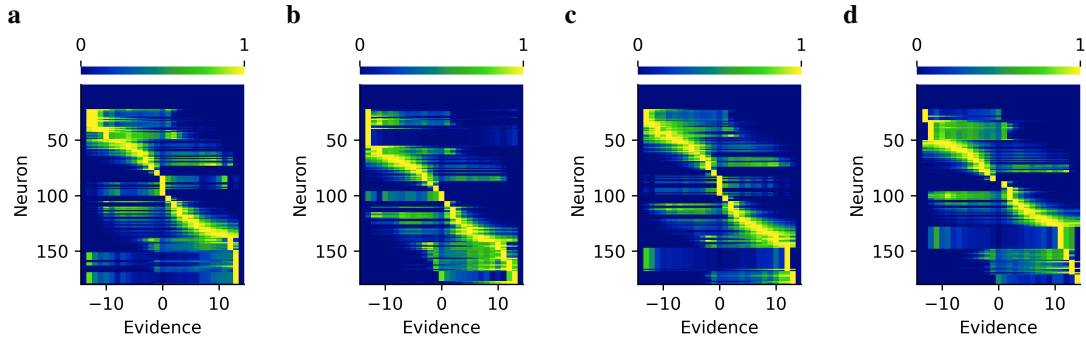 a b c d
0 1 0 1 0 1 0 1
50 50 50 50
100 100 100 100
150 150 150 150
Neuron Neuron Neuron Neuron
−10 0 10 −10 0 10 −10 0 10 −10 0 10
Evidence Evidence Evidence Evidence